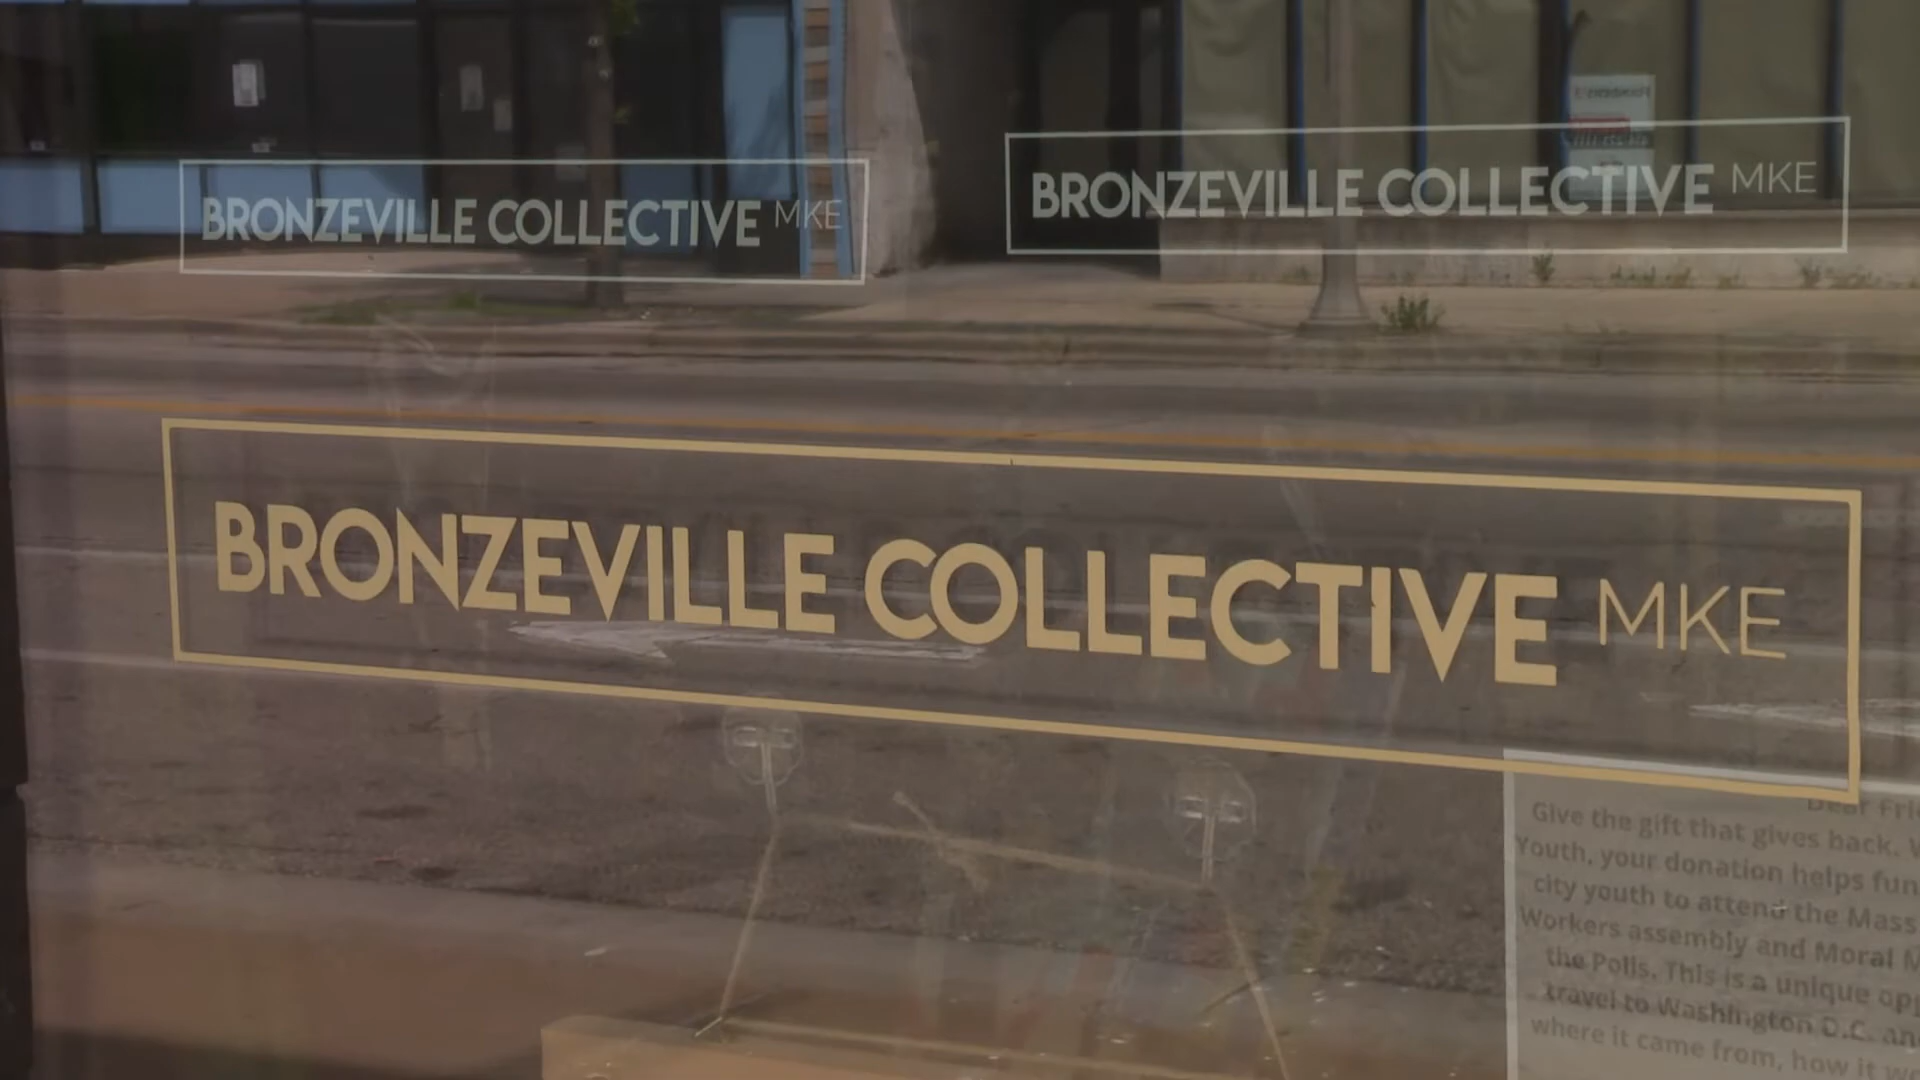 BRONZEVILLE COLLECTIVE MKE
BRONZEVILLE COLLECTIVE MKE
BRONZEVILLE COLLECTIVE MKE
Dear
Give the gift that gives back.
Youth, your donation helps
city youth to attend the Mass
Workers assembly and Moral
the Polls. This is a unique
travel to Washington D.C.
where it came from, how it